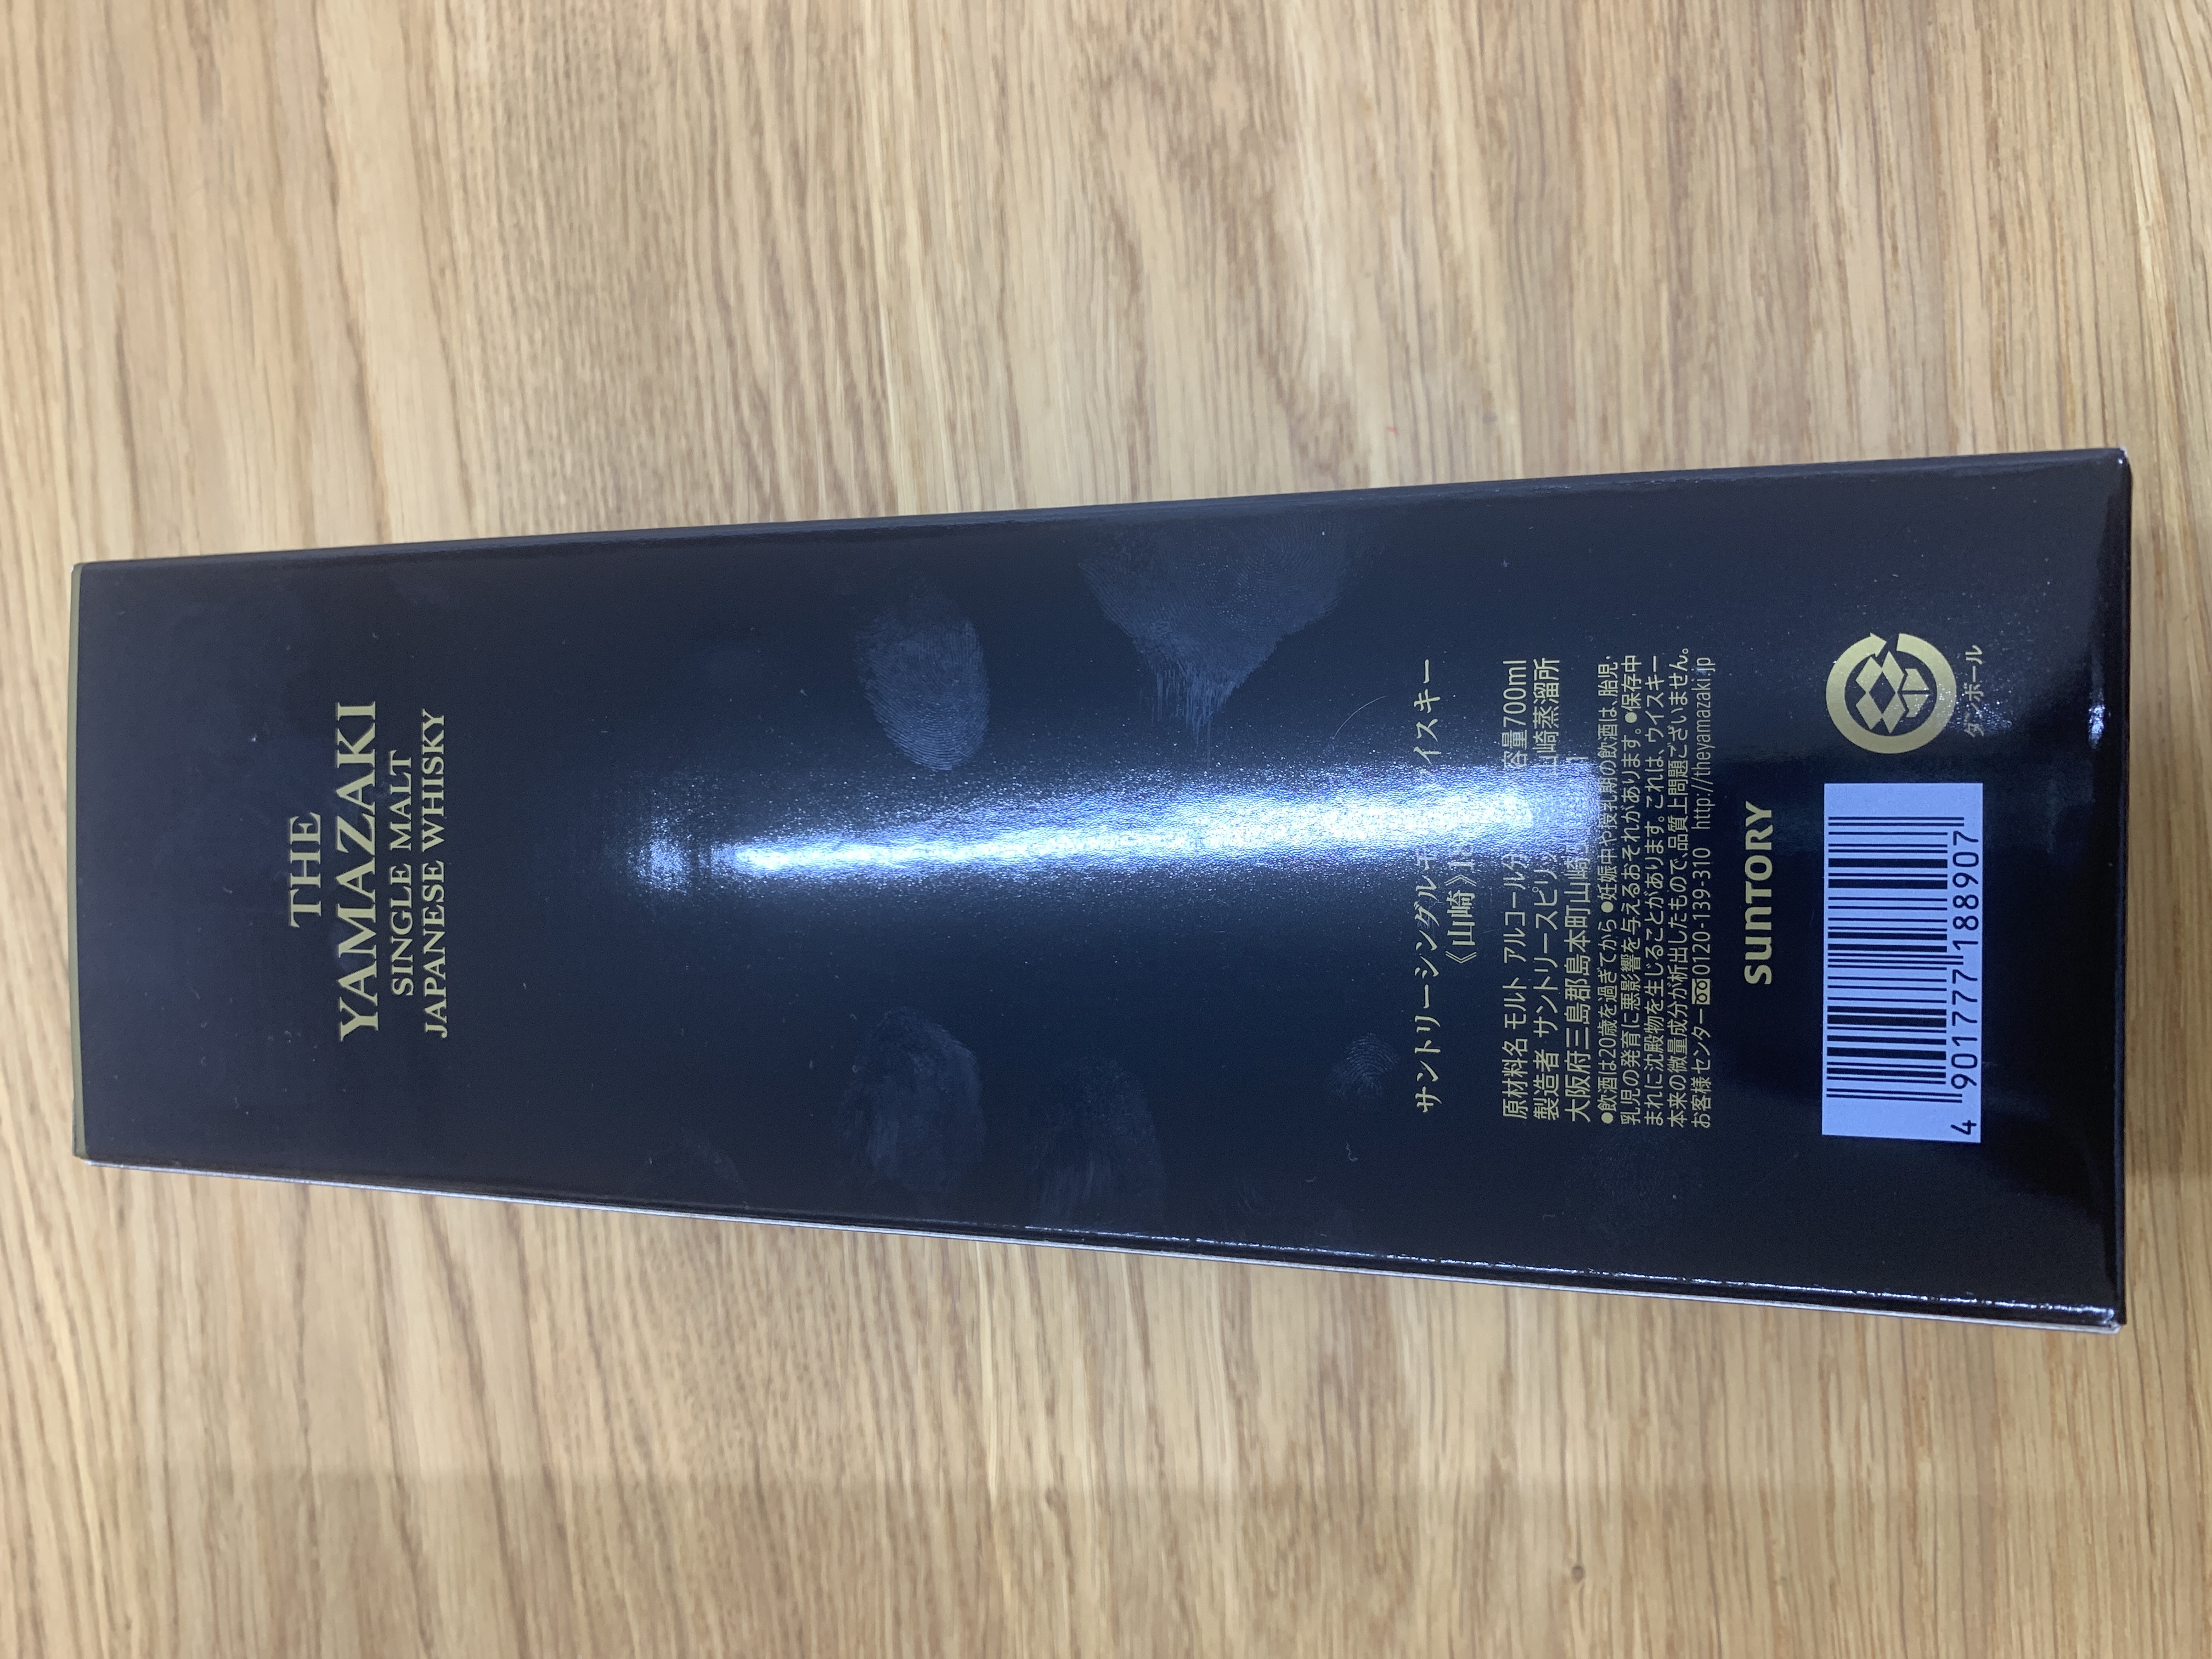 THE
YAMAZAKI
SINGLE MALT
JAPANESE WHISKY
サントリーシングルモ イスキー
《山崎》18
原材料名 モルト アルコール分 容量700ml
製造者 サントリースピリッ 山崎蒸溜所
大阪府三島郡島本町山崎
●飲酒は20歳を過ぎてから ●妊娠中や授乳期の飲酒は、胎児・
乳児の発育に悪影響を与えるおそれがあります。●保存中
まれに沈殿物を生じることがあります。これは、ウイスキー
本来の微量成分が析出したもので、品質上問題ございません。
お客様センター 0120-139-310 http://theyamazaki.jp
SUNTORY
4 901777 188907
ダンボール